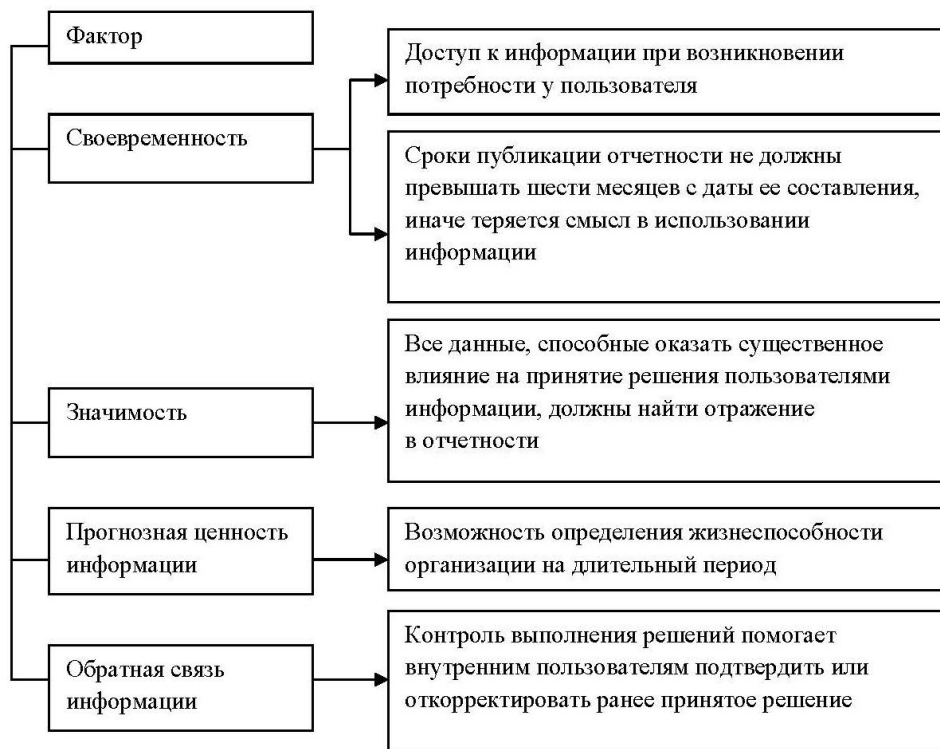 Фактор
Своевременность
Доступ к информации при возникновении
потребности у пользователя
Сроки публикации отчетности не должны
превышать шести месяцев с даты ее составления,
иначе теряется смысл в использовании
информации
Значимость
Все данные, способные оказать существенное
влияние на принятие решения пользователями
информации, должны найти отражение
в отчетности
Прогнозная ценность
информации
Возможность определения жизнеспособности
организации на длительный период
Обратная связь
информации
Контроль выполнения решений помогает
внутренним пользователям подтвердить или
откорректировать ранее принятое решение